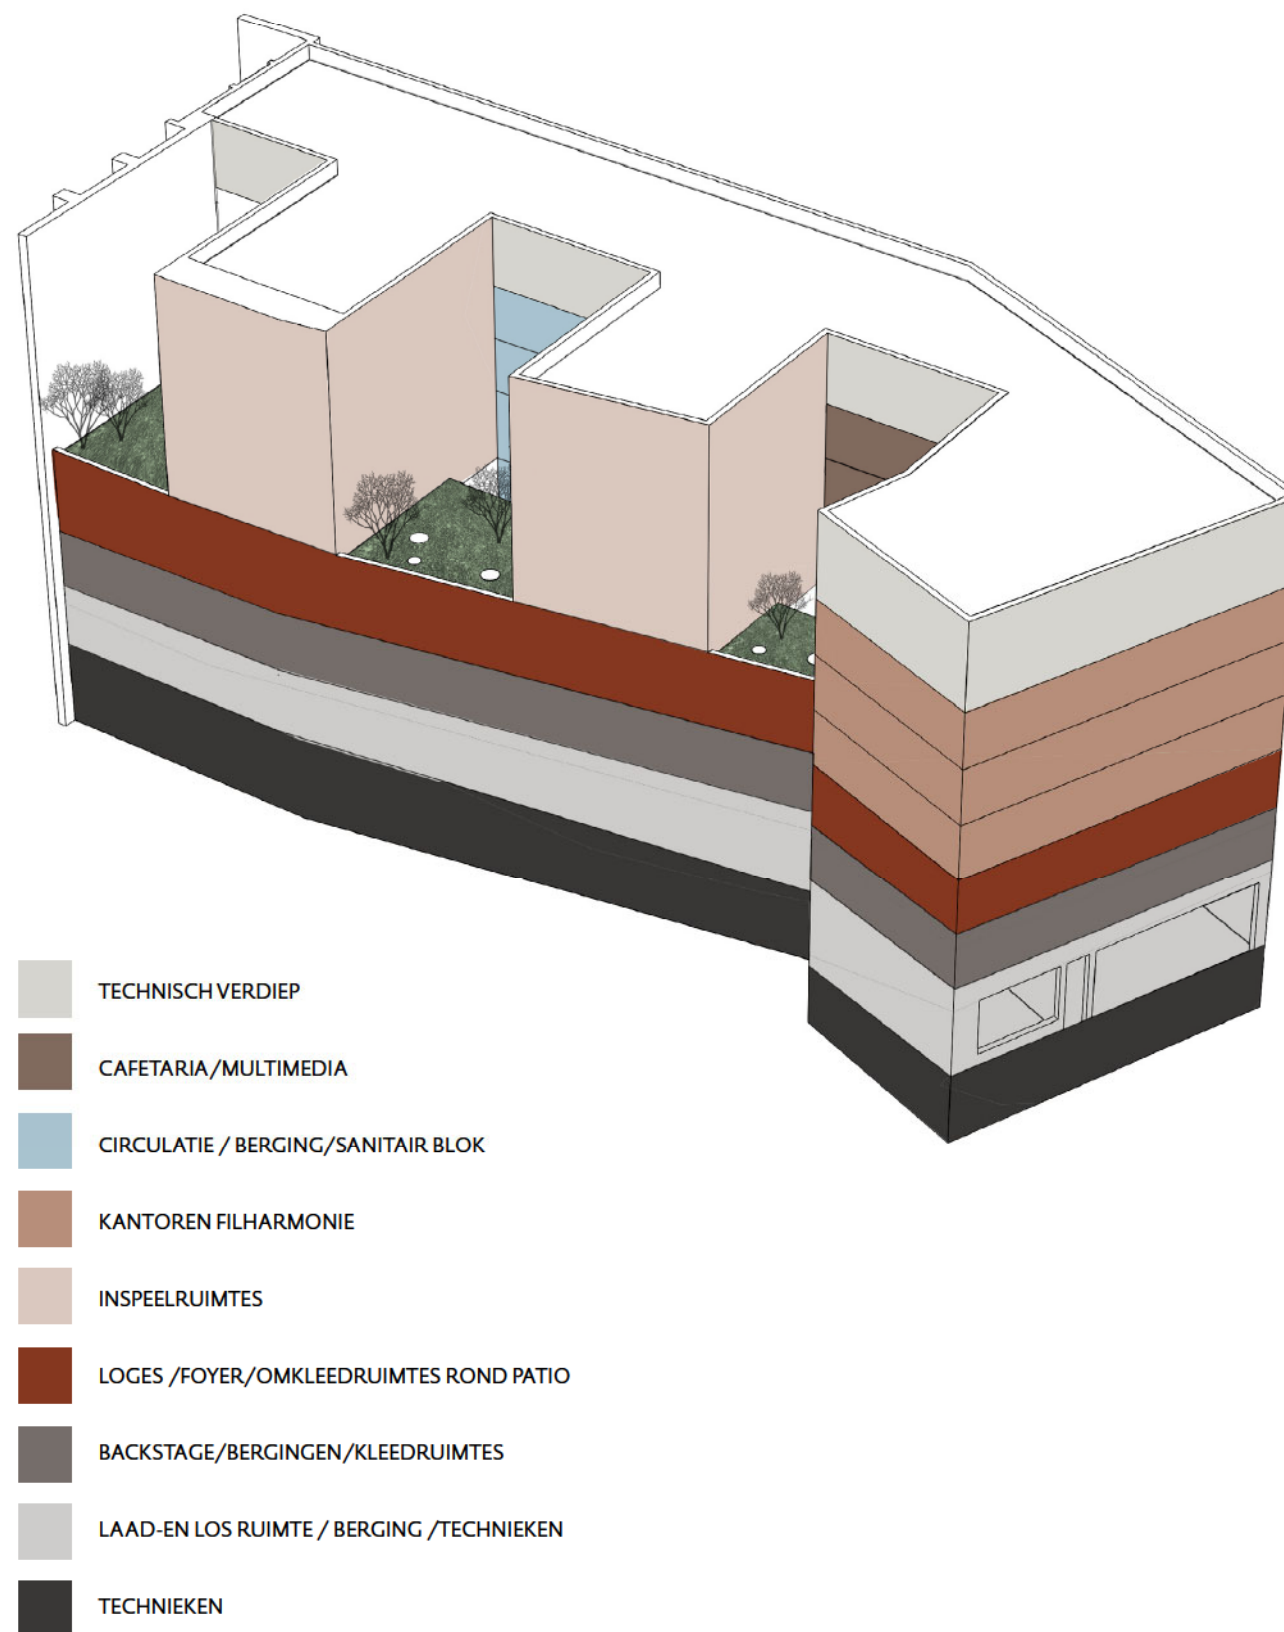 TECHNISCH VERDIEP
CAFETARIA/MULTIMEDIA
CIRCULATIE / BERGING/SANITAIR BLOK
KANTOREN FILHARMONIE
INSPEELRUIMTES
LOGES /FOYER/OMKLEEDRUIMTES ROND PATIO
BACKSTAGE/BERGINGEN/KLEEDRUIMTES
LAAD-EN LOS RUIMTE / BERGING /TECHNIEKEN
TECHNIEKEN